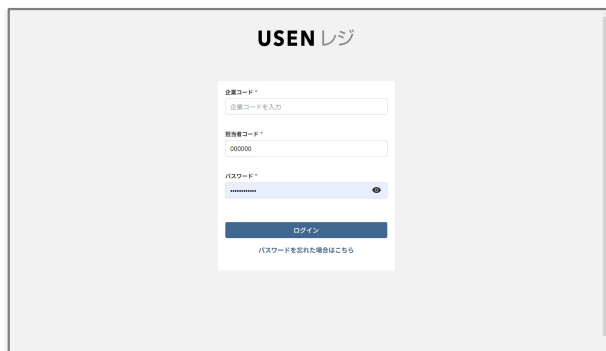 USEN レジ
企業コード *
企業コードを入力
担当者コード *
000000
パスワード *
••••••••••••
ログイン
パスワードを忘れた場合はこちら